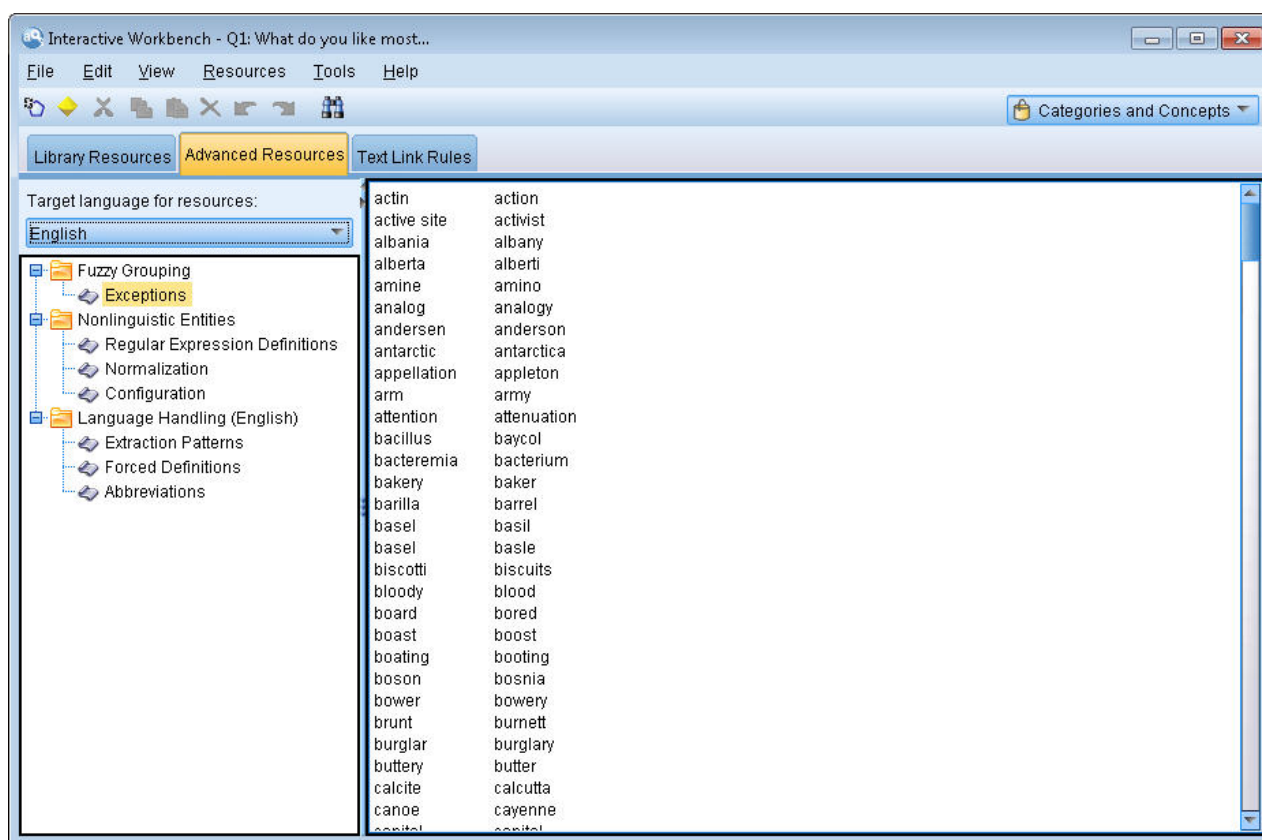 Interactive Workbench - Q1: What do you like most...
File Edit View Resources Tools Help
Categories and Concepts
Library Resources Advanced Resources Text Link Rules
Target language for resources:
English
Fuzzy Grouping
Exceptions
Nonlinguistic Entities
Regular Expression Definitions
Normalization
Configuration
Language Handling (English)
Extraction Patterns
Forced Definitions
Abbreviations
actin action
active site activist
albania albany
alberta alberti
amine amino
analog analogy
andersen anderson
antarctic antarctica
appellation appleton
arm army
attention attenuation
bacillus baycol
bacteremia bacterium
bakery baker
barilla barrel
basel basil
basel basle
biscotti biscuits
bloody blood
board bored
boast boost
boating booting
boson bosnia
bower bowery
brunt burnett
burglar burglary
buttery butter
calcite calcutta
canoe cayenne